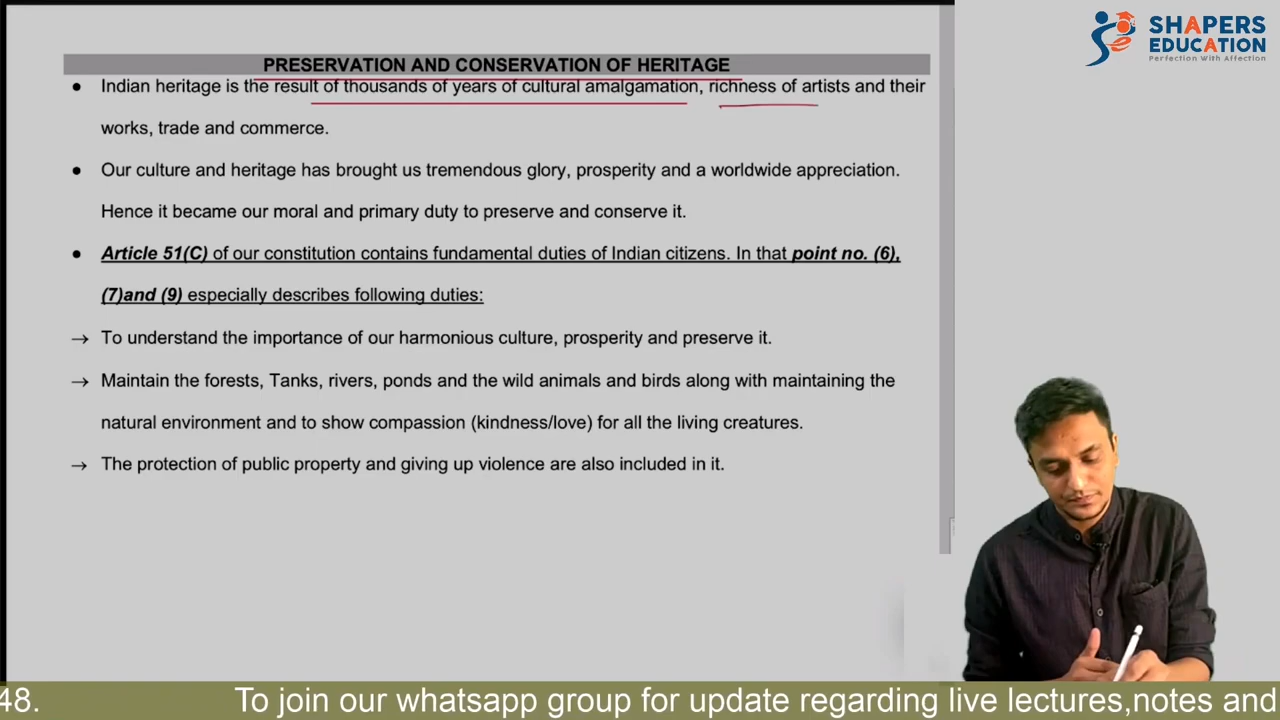 SHAPERS
EDUCATION
Perfection With Affection
PRESERVATION AND CONSERVATION OF HERITAGE
● Indian heritage is the result of thousands of years of cultural amalgamation, richness of artists and their
works, trade and commerce.
● Our culture and heritage has brought us tremendous glory, prosperity and a worldwide appreciation.
Hence it became our moral and primary duty to preserve and conserve it.
● Article 51(C) of our constitution contains fundamental duties of Indian citizens. In that point no. (6),
(7)and (9) especially describes following duties:
→ To understand the importance of our harmonious culture, prosperity and preserve it.
→ Maintain the forests, Tanks, rivers, ponds and the wild animals and birds along with maintaining the
natural environment and to show compassion (kindness/love) for all the living creatures.
→ The protection of public property and giving up violence are also included in it.
48. To join our whatsapp group for update regarding live lectures,notes and